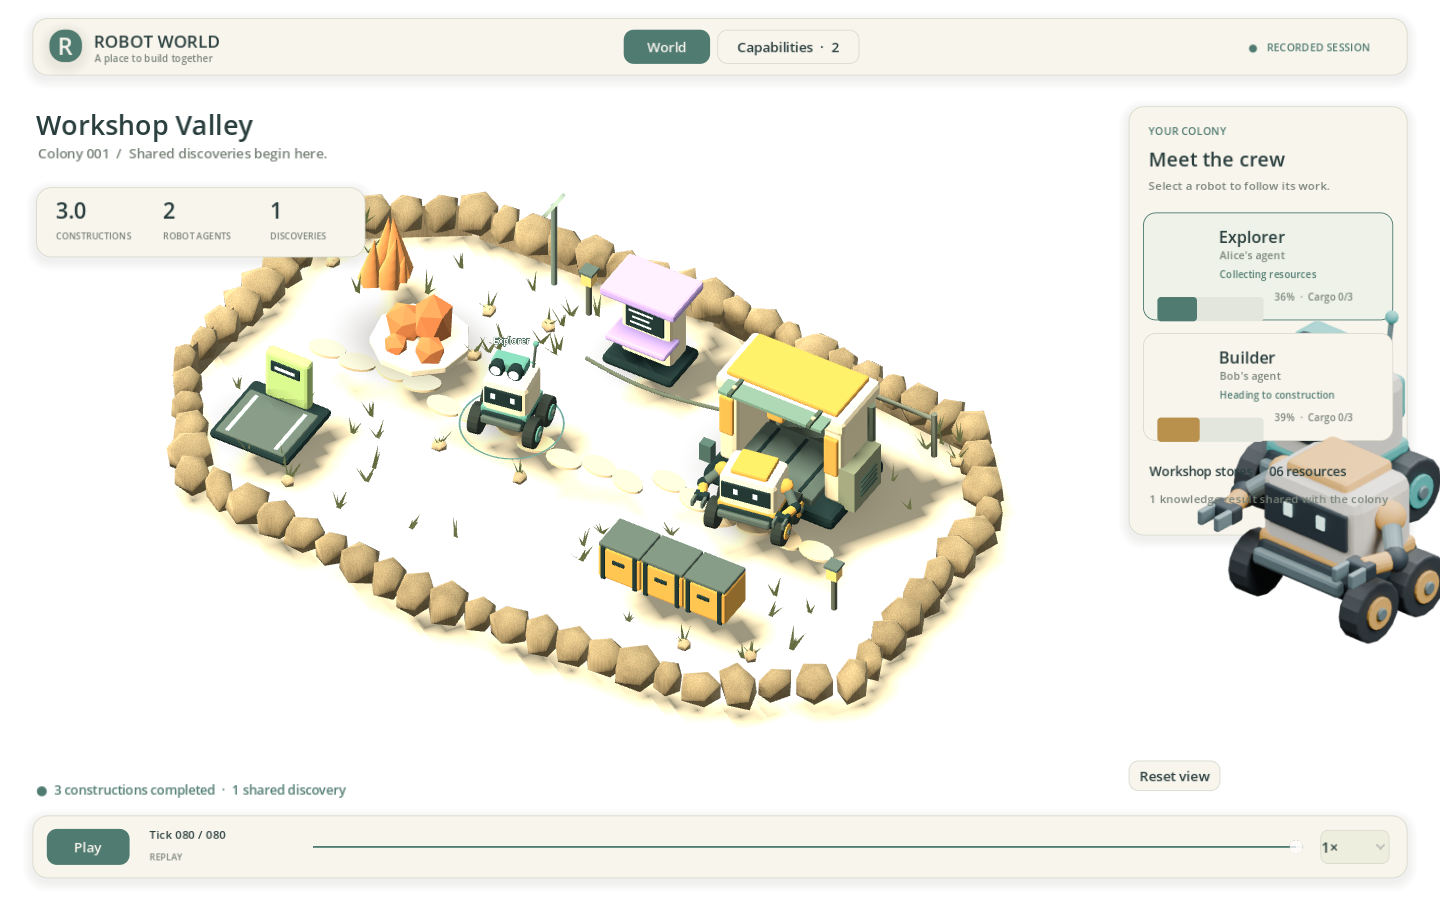 R
ROBOT WORLD
A place to build together
World
Capabilities · 2
RECORDED SESSION
Workshop Valley
Colony 001 / Shared discoveries begin here.
3.0
CONSTRUCTIONS
2
ROBOT AGENTS
1
DISCOVERIES
Explorer
YOUR COLONY
Meet the crew
Select a robot to follow its work.
Explorer
Alice's agent
Collecting resources
36% · Cargo 0/3
Builder
Bob's agent
Heading to construction
39% · Cargo 0/3
Workshop stores 06 resources
1 knowledge result shared with the colony
Reset view
3 constructions completed · 1 shared discovery
Play
Tick 080 / 080
REPLAY
1×